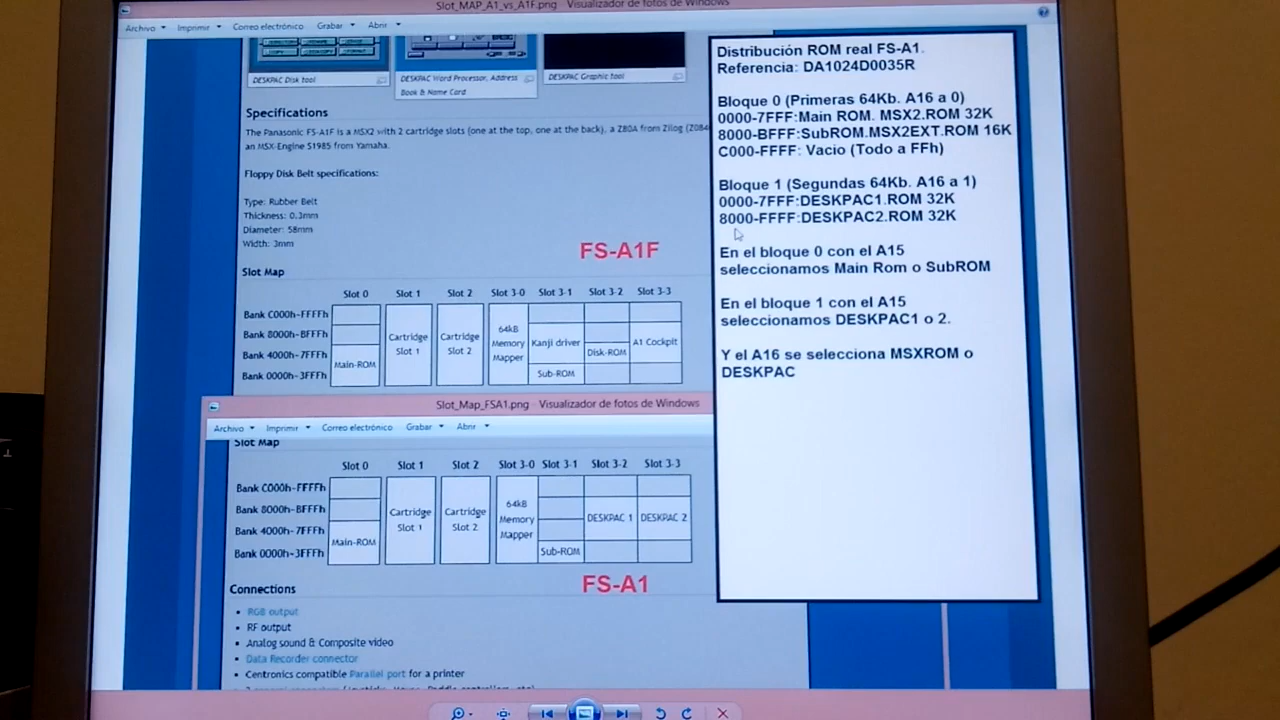 Slot_MAP_A1_vs_A1F.png - Visualizador de fotos de Windows
Archivo Imprimir Correo electrónico Grabar Abrir
DESKPAC Disk tool
DESKPAC Word Processor, Address
Book & Name Card
DESKPAC Graphic tool
Specifications
The Panasonic FS-A1F is a MSX2 with 2 cartridge slots (one at the top, one at the back), a Z80A from Zilog (Z084
an MSX-Engine S1985 from Yamaha.
Floppy Disk Belt specifications:
Type: Rubber Belt
Thickness: 0.3mm
Diameter: 58mm
Width: 3mm
FS-A1F
Slot Map
Slot 0 Slot 1 Slot 2 Slot 3-0 Slot 3-1 Slot 3-2 Slot 3-3
Bank C000h~FFFFh
Bank 8000h~BFFFh
Bank 4000h~7FFFh
Bank 0000h~3FFFh
Main-ROM
Cartridge
Slot 1
Cartridge
Slot 2
64kB
Memory
Mapper
Kanji driver
Sub-ROM
Disk-ROM
A1 Cockpit
Slot_Map_FSA1.png - Visualizador de fotos de Windows
Archivo Imprimir Correo electrónico Grabar Abrir
Slot Map
Slot 0 Slot 1 Slot 2 Slot 3-0 Slot 3-1 Slot 3-2 Slot 3-3
Bank C000h~FFFFh
Bank 8000h~BFFFh
Bank 4000h~7FFFh
Bank 0000h~3FFFh
Main-ROM
Cartridge
Slot 1
Cartridge
Slot 2
64kB
Memory
Mapper
Sub-ROM
DESKPAC 1
DESKPAC 2
FS-A1
Connections
RGB output
RF output
Analog sound & Composite video
Data Recorder connector
Centronics compatible Parallel port for a printer
Distribución ROM real FS-A1.
Referencia: DA1024D0035R
Bloque 0 (Primeras 64Kb. A16 a 0)
0000-7FFF:Main ROM. MSX2.ROM 32K
8000-BFFF:SubROM.MSX2EXT.ROM 16K
C000-FFFF: Vacio (Todo a FFh)
Bloque 1 (Segundas 64Kb. A16 a 1)
0000-7FFF:DESKPAC1.ROM 32K
8000-FFFF:DESKPAC2.ROM 32K
En el bloque 0 con el A15
seleccionamos Main Rom o SubROM
En el bloque 1 con el A15
seleccionamos DESKPAC1 o 2.
Y el A16 se selecciona MSXROM o
DESKPAC